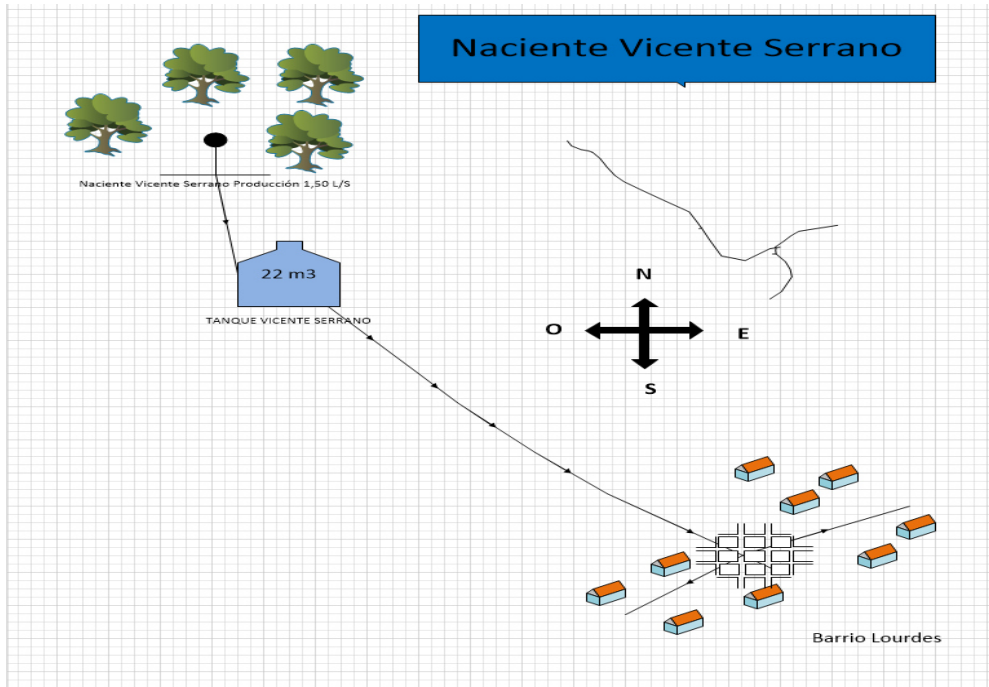 Naciente Vicente Serrano
Naciente Vicente Serrano Producción 1,50 L/S
22 m3
TANQUE VICENTE SERRANO
N
O
E
S
Barrio Lourdes